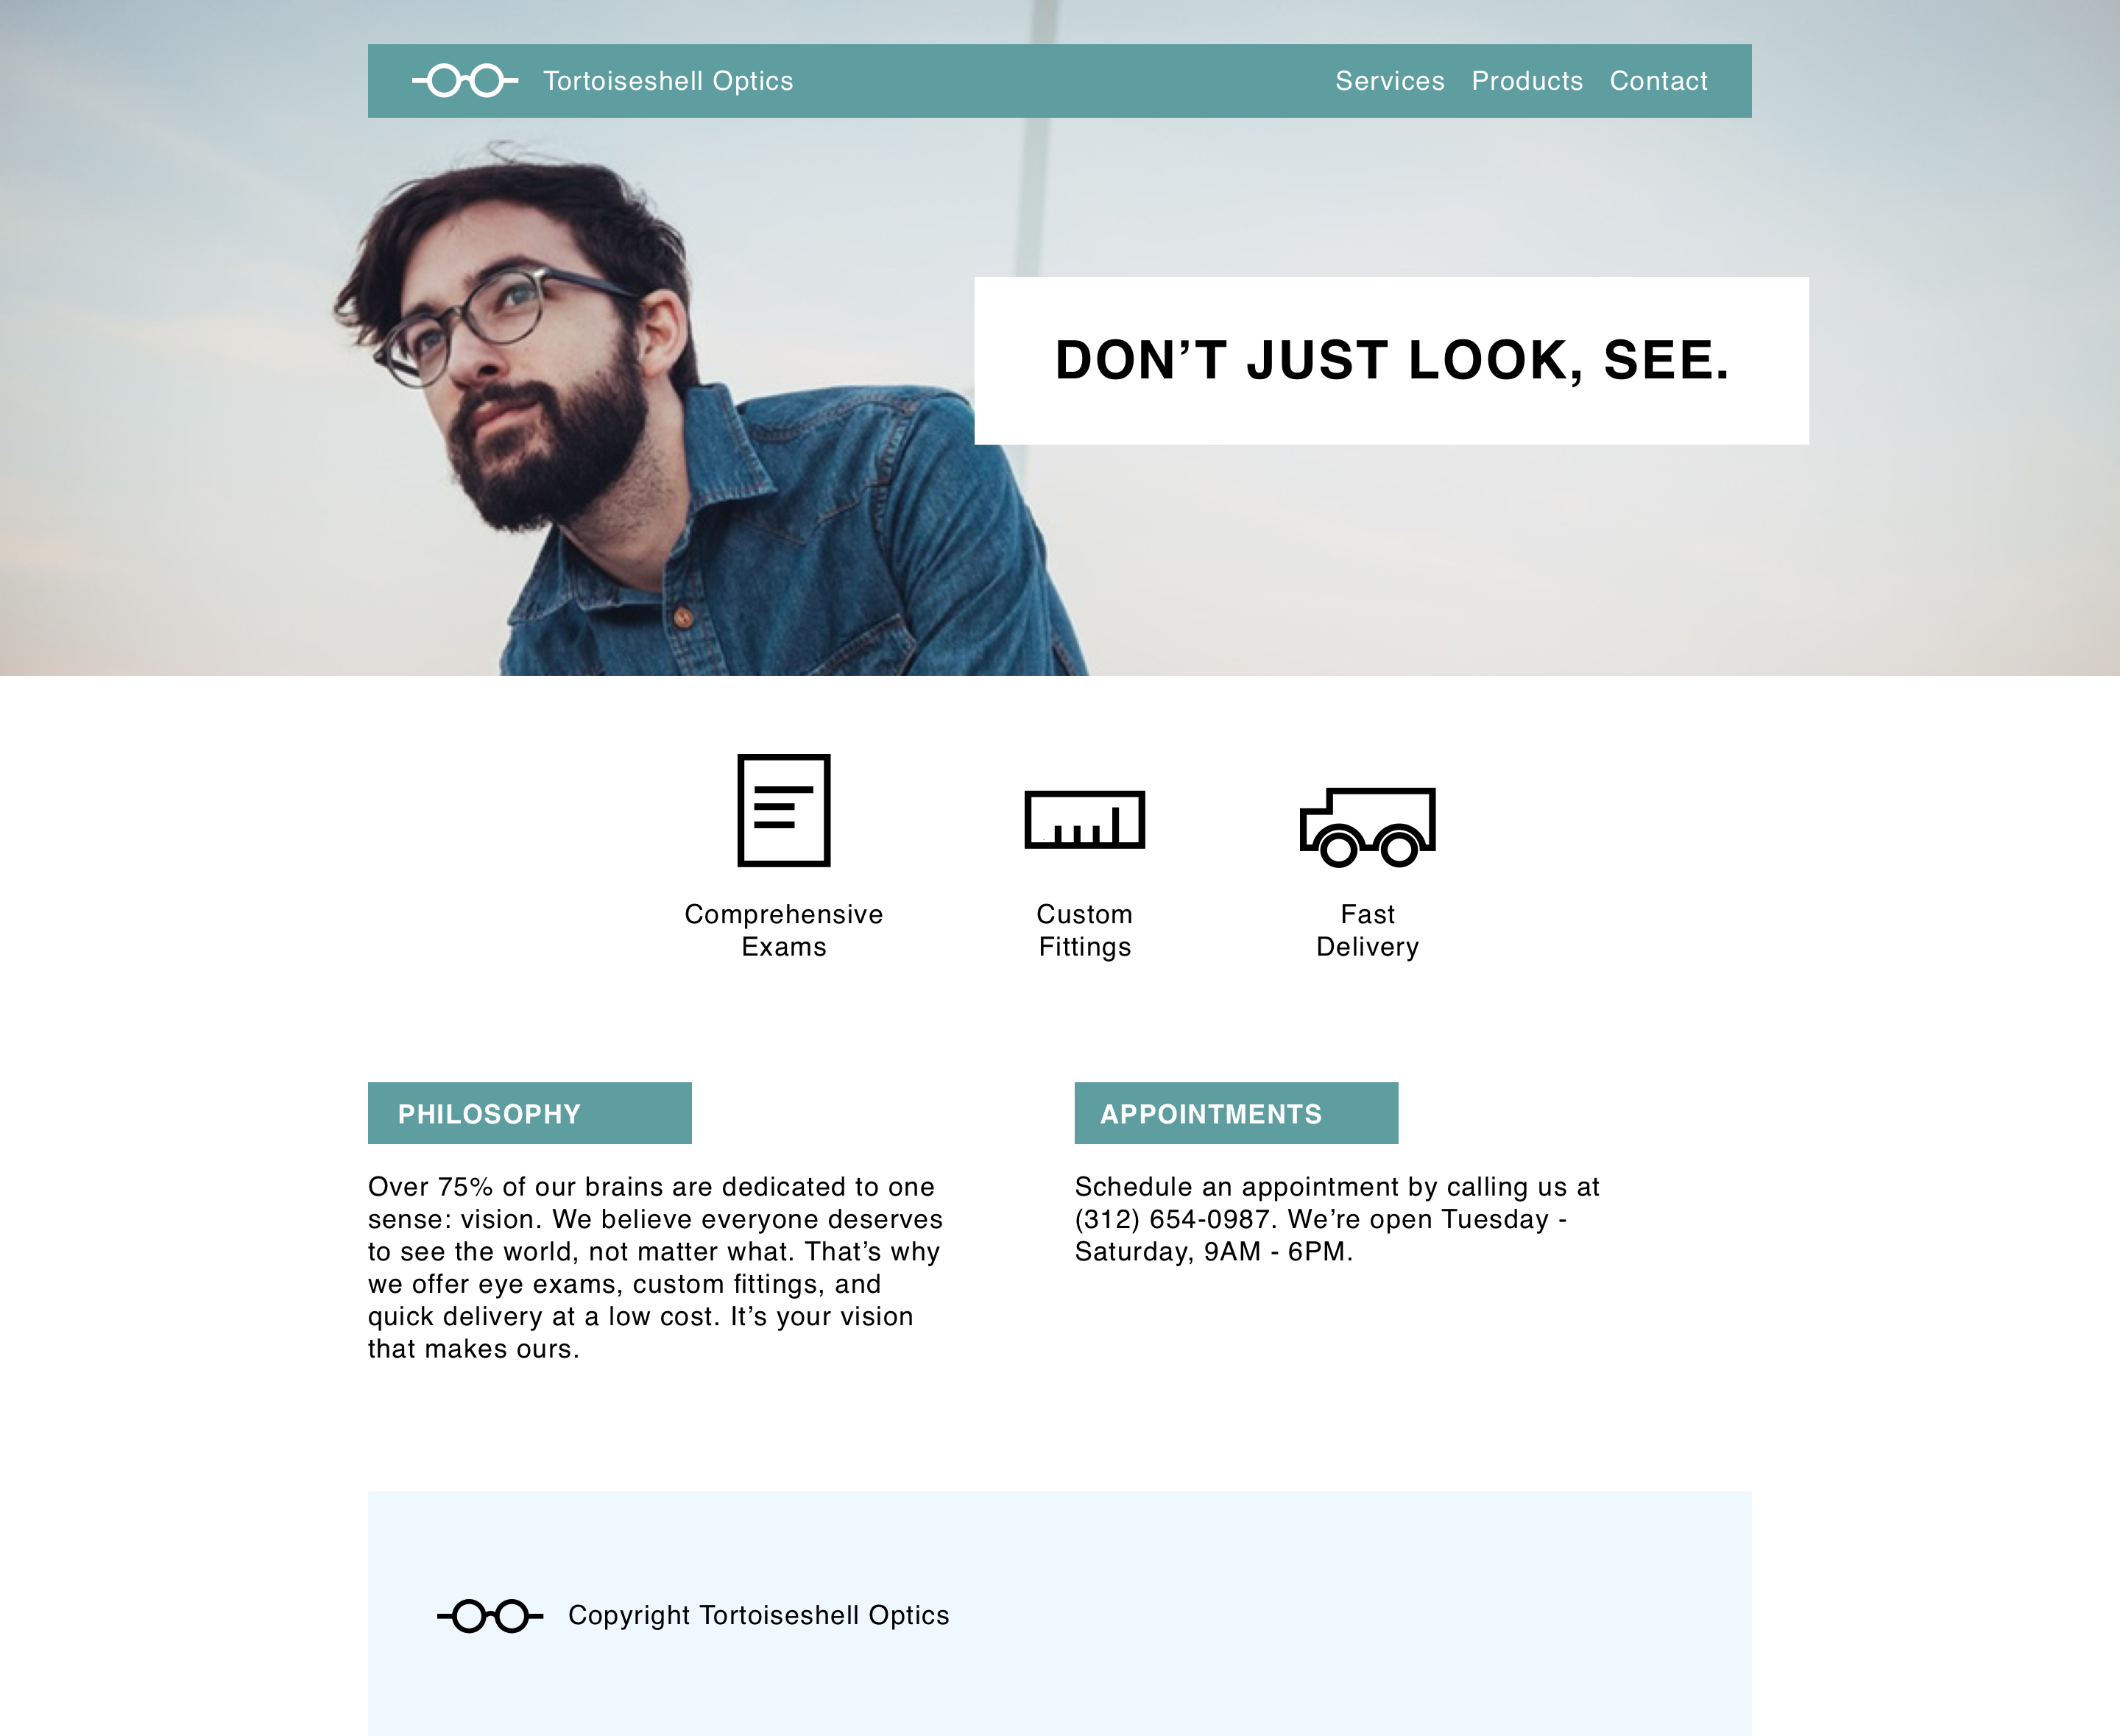 Tortoiseshell Optics
Services Products Contact
DON’T JUST LOOK, SEE.
Comprehensive
Exams
Custom
Fittings
Fast
Delivery
PHILOSOPHY
Over 75% of our brains are dedicated to one
sense: vision. We believe everyone deserves
to see the world, not matter what. That’s why
we offer eye exams, custom fittings, and
quick delivery at a low cost. It’s your vision
that makes ours.
APPOINTMENTS
Schedule an appointment by calling us at
(312) 654-0987. We’re open Tuesday -
Saturday, 9AM - 6PM.
Copyright Tortoiseshell Optics